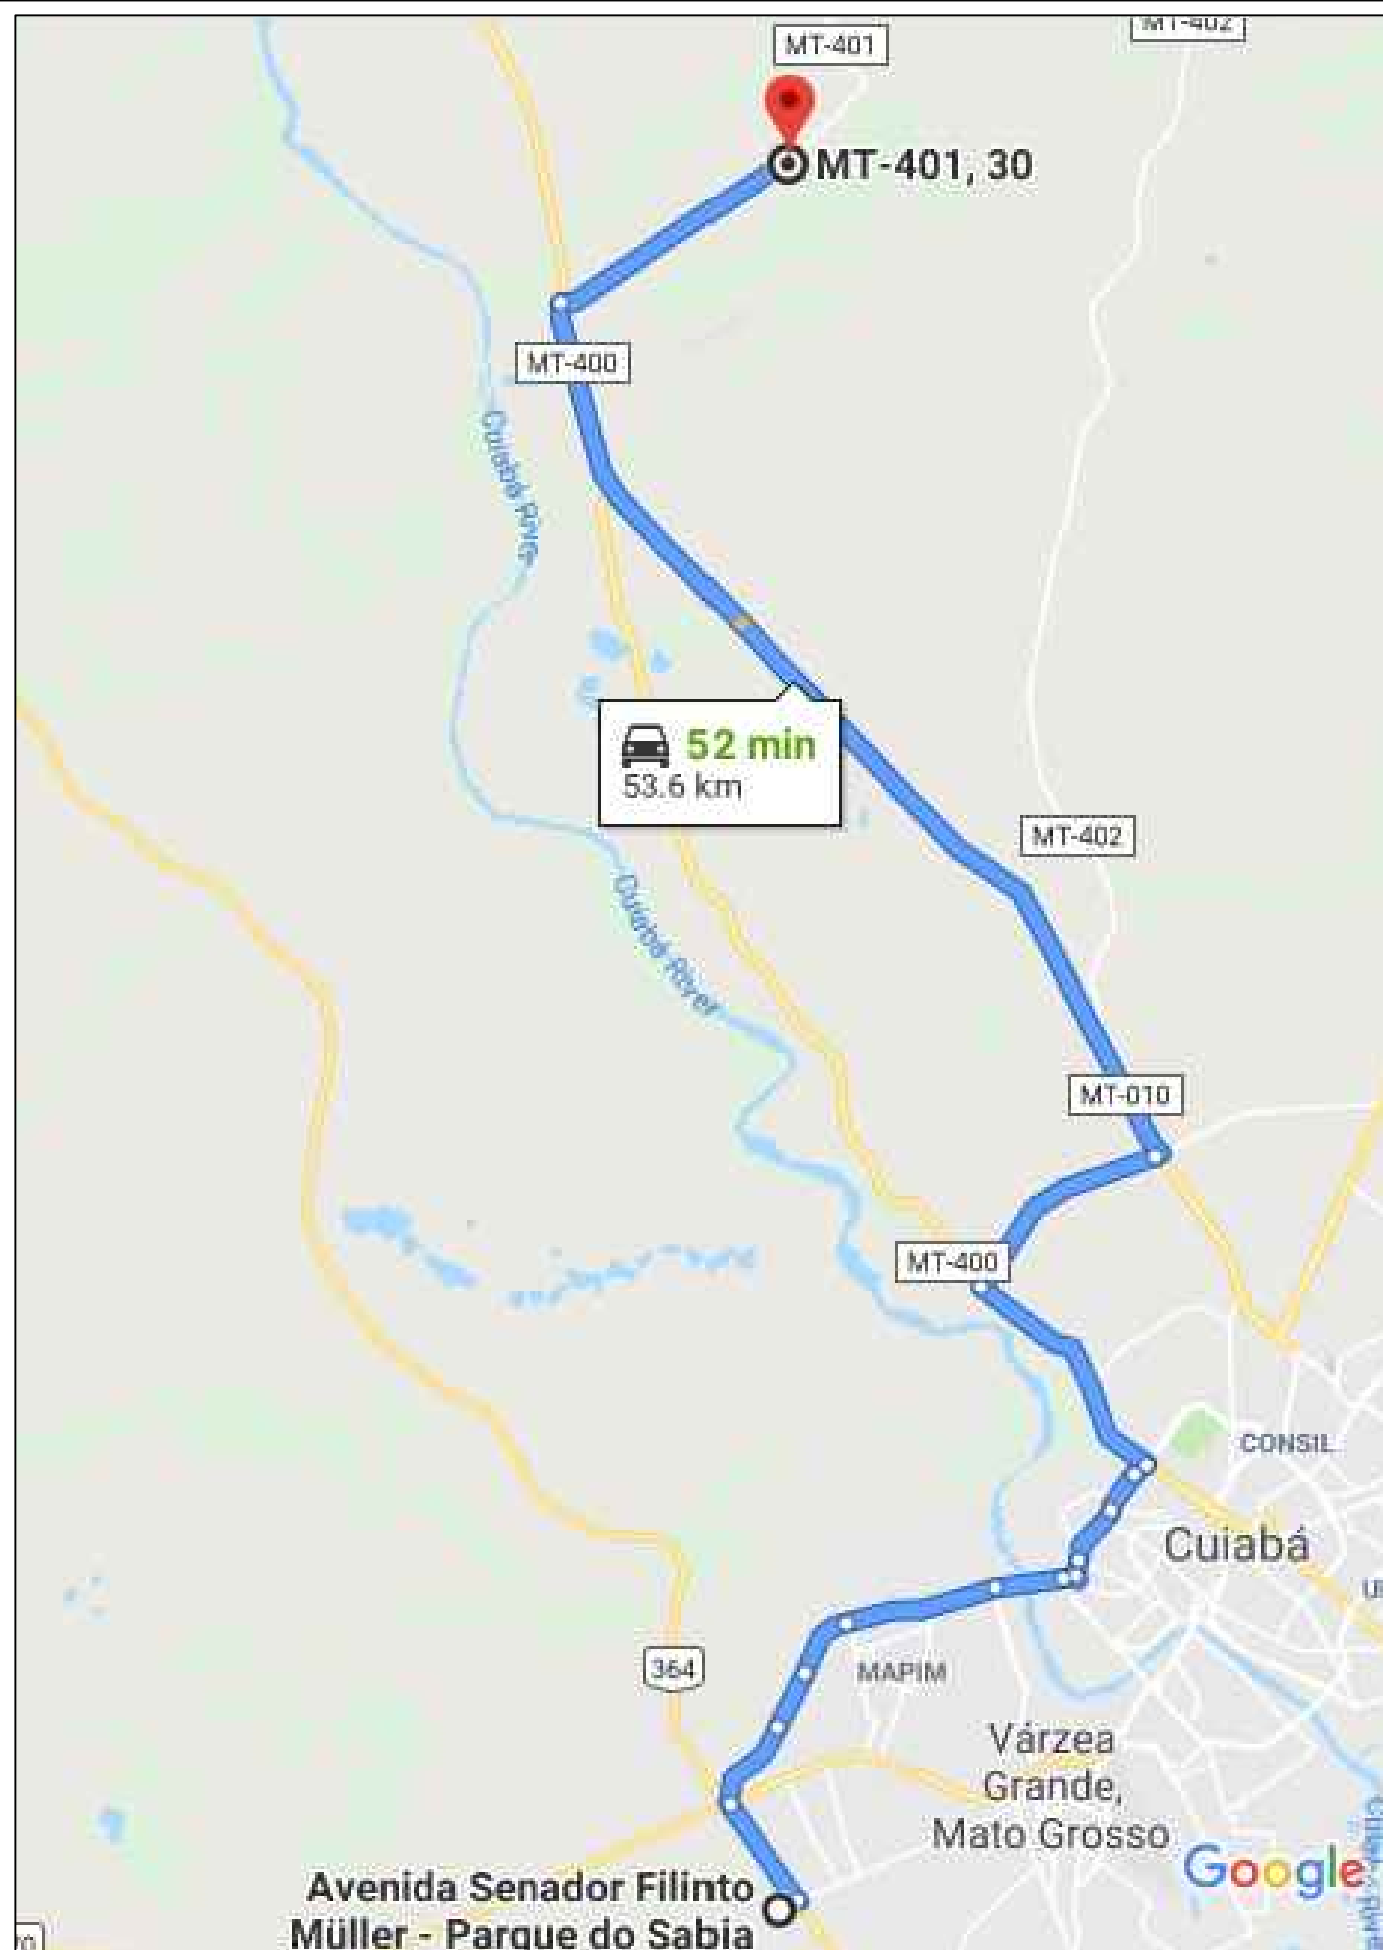 MT-401
MT-402
MT-401, 30
MT-400
Cuiabá River
52 min
53.6 km
MT-402
Cuiabá River
MT-010
MT-400
CONSIL
Cuiabá
364
MAPIM
Várzea
Grande,
Mato Grosso
Google
Avenida Senador Filinto
Müller - Parque do Sabia